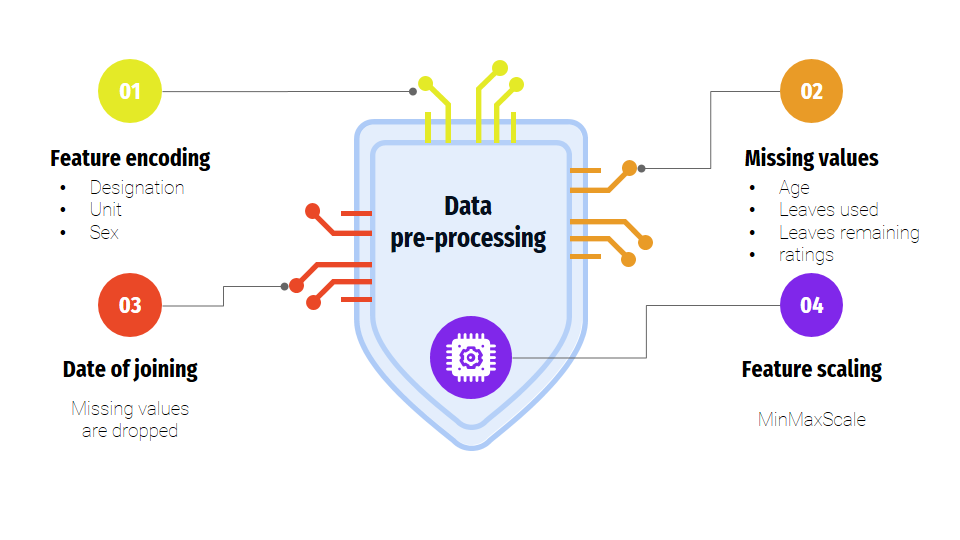 01
Feature encoding
• Designation
• Unit
• Sex
02
Missing values
• Age
• Leaves used
• Leaves remaining
• ratings
Data
pre-processing
03
Date of joining
Missing values
are dropped
04
Feature scaling
MinMaxScale